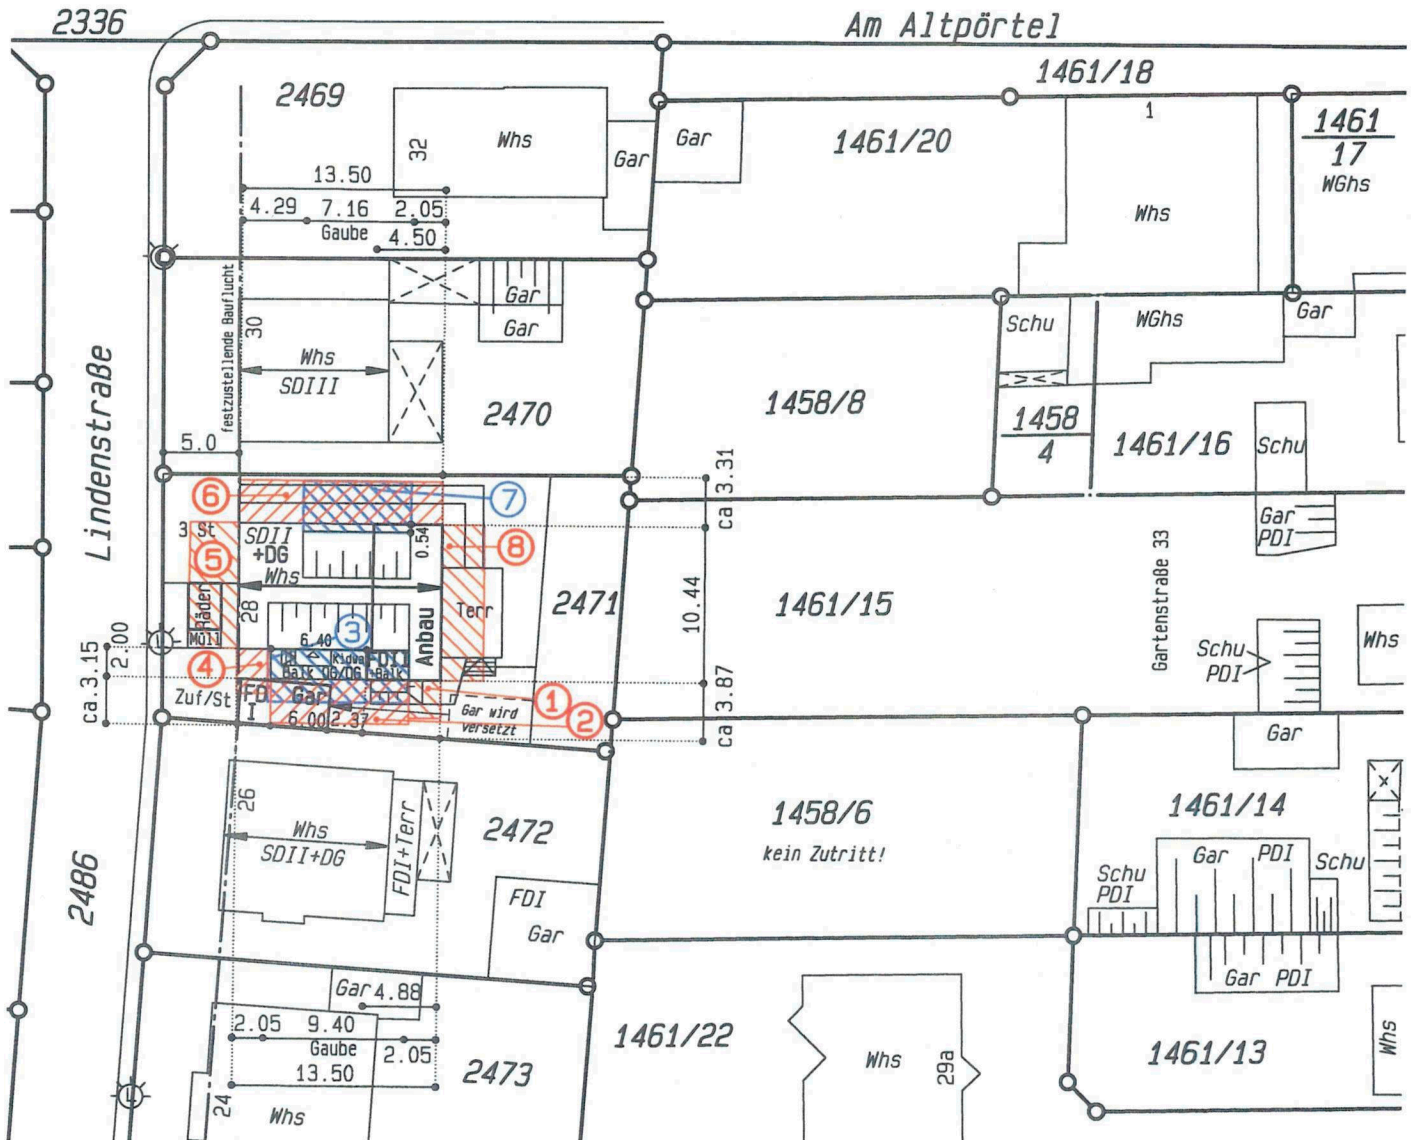 2336
Am Altpörtel
1461/18
2469
Whs
32
Gar
Gar
1461/20
1
1461
17
WGhs
Whs
13.50
4.29
7.16
2.05
Gaube
4.50
festzustellende Bauflucht
30
Whs
SDIII
Gar
Gar
2470
Schu
WGhs
Gar
1458/8
1458
4
1461/16
Schu
Lindenstraße
5.0
ca 3.31
6
7
3 St
SDII
+DG
5
0.54
8
Whs
Räder
Müll
28
Anbau
Terr
2471
10.44
1461/15
Gar
PDI
Gartenstraße 33
Schu
PDI
Whs
2.00
ca.3.15
6.40
3
4
Balk OG/DG
Balk
Zuf/St
FD
I
Gar
6.00
2.37
1
2
Gar wird
versetzt
ca 3.87
Gar
26
Whs
SDII+DG
FDI+Terr
2472
1458/6
kein Zutritt!
1461/14
FDI
Gar
Schu
PDI
Gar
PDI
Schu
2486
Gar PDI
Gar
4.88
2.05
9.40
Gaube
2.05
13.50
24
Whs
2473
1461/22
Whs
29a
1461/13
Whs
L
L